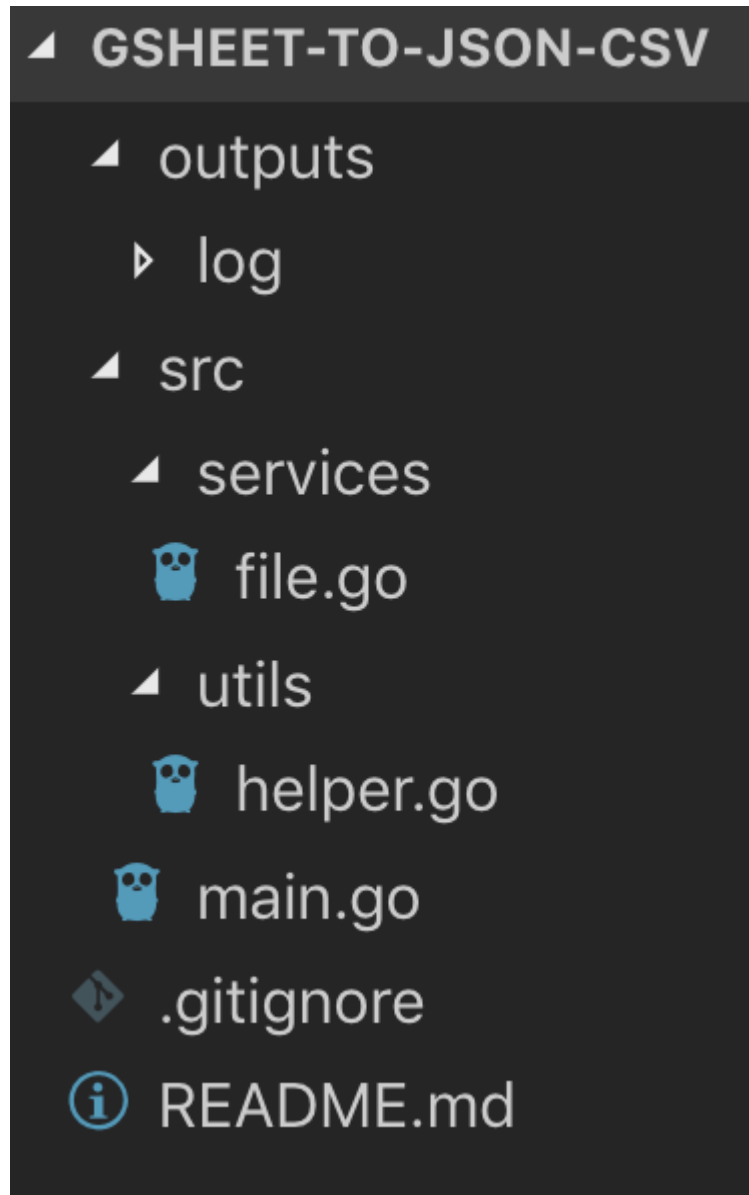 GSHEET-TO-JSON-CSV
outputs
log
src
services
file.go
utils
helper.go
main.go
.gitignore
README.md